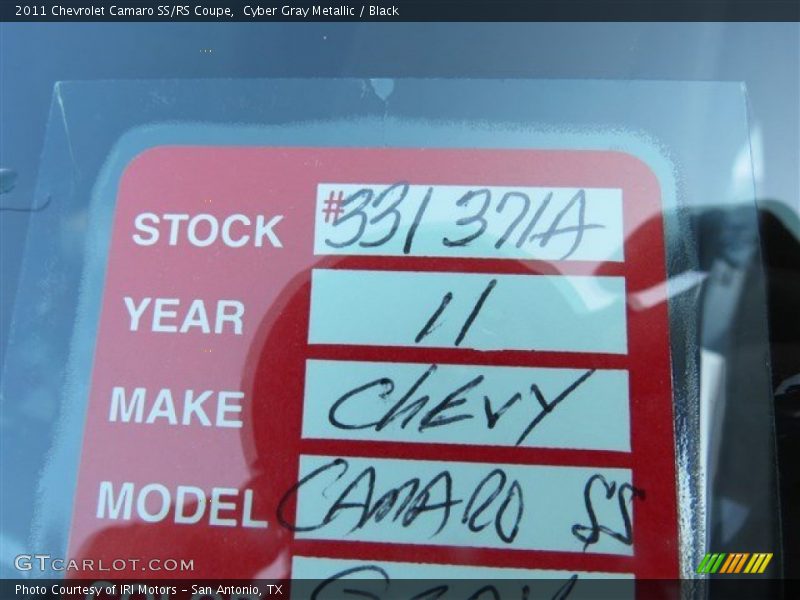 2011 Chevrolet Camaro SS/RS Coupe, Cyber Gray Metallic / Black
STOCK #331371A
YEAR 11
MAKE CHEVY
MODEL CAMARO SS
GTCARLOT.COM
Photo Courtesy of IRI Motors - San Antonio, TX